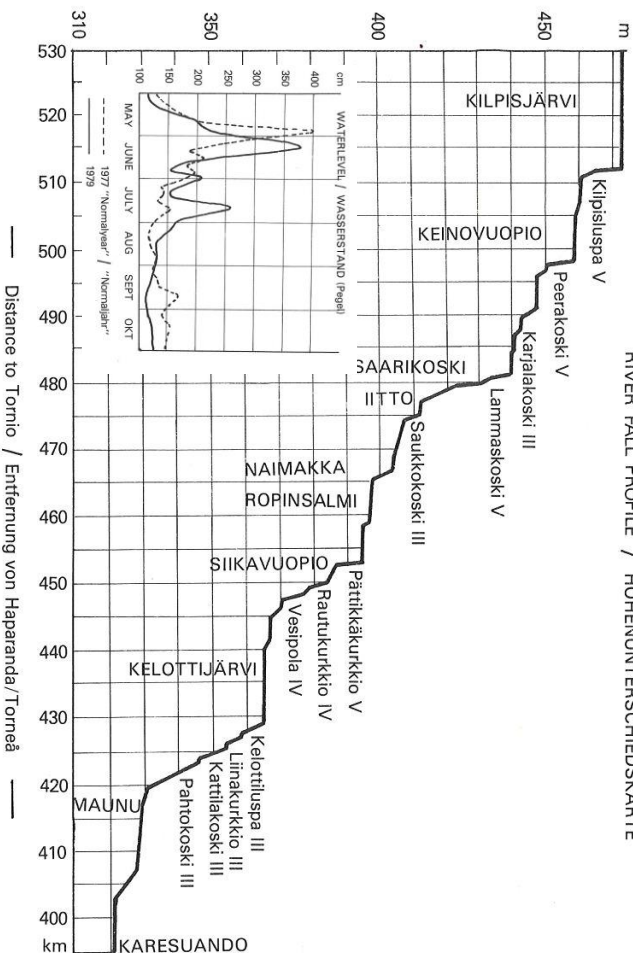 RIVER FALL PROFILE / HÖHENUNTERSCHIEDSKARTE
310
350
400
450
m
530
520
510
500
490
480
470
460
450
440
430
420
410
400
km
KILPISJÄRVI
KEINOVUOPIO
SAARIKOSKI
IITTO
NAIMAKKA
ROPINSALMI
SIIKAVUOPIO
KELOTTIJÄRVI
MAUNU
KARESUANDO
Kilpisluspa V
Peerakoski V
Karjalakoski III
Lammaskoski V
Saukkokoski III
Pättikkäkurkkio V
Rautukurkkio IV
Vesipola IV
Kelottiluspa III
Liinakurkkio III
Kattilakoski III
Pahtokoski III
WATERLEVEL / WASSERSTAND (Pegel)
cm
400
350
300
250
200
150
100
MAY
JUNE
JULY
AUG
SEPT
OKT
1977 "Normalyear" / "Normaljahr"
1979
Distance to Tornio / Entfernung von Haparanda/Torneå